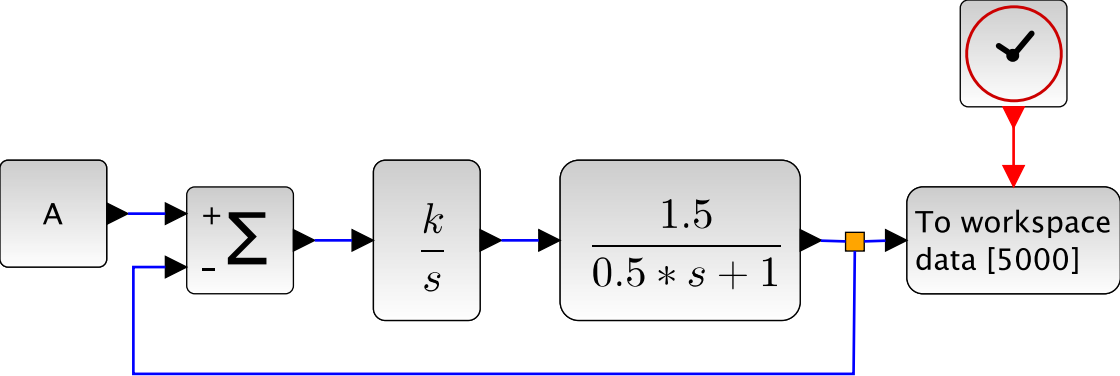 A
+
-
Σ
k
s
1.5
0.5 * s + 1
To workspace
data [5000]